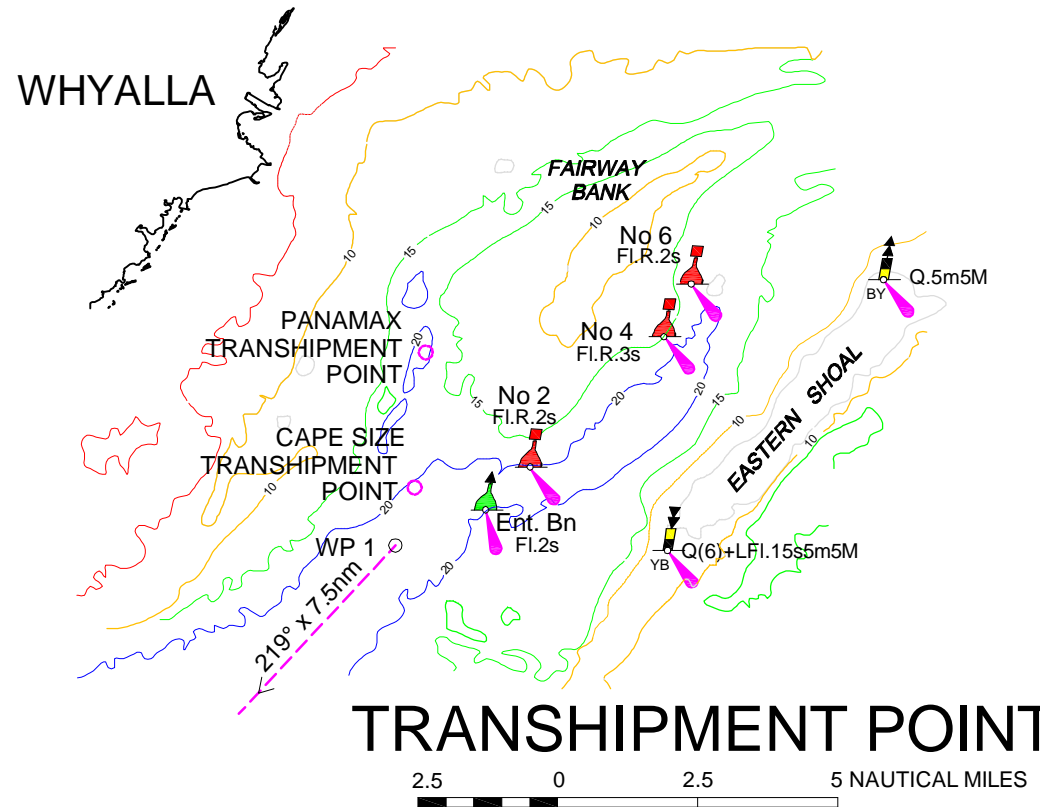 WHYALLA
FAIRWAY
BANK
15
10
10
15
No 6
Fl.R.2s
BY
Q.5m5M
PANAMAX
TRANSHIPMENT
POINT
20
No 4
Fl.R.3s
20
20
15
10
EASTERN SHOAL
10
No 2
Fl.R.2s
15
CAPE SIZE
TRANSHIPMENT
POINT
15
10
20
Ent. Bn
Fl.2s
20
WP 1
YB
Q(6)+LFl.15s5m5M
219° x 7.5nm
TRANSHIPMENT POINT
2.5 0 2.5 5 NAUTICAL MILES